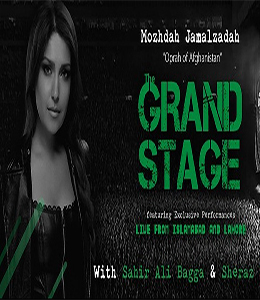 Mozhdah Jamalzadah
"Oprah of Afghanistan"
The
GRAND
STAGE
featuring Exclusive Performances
LIVE FROM ISLAMABAD AND LAHORE
With Sahir Ali Bagga & Sheraz